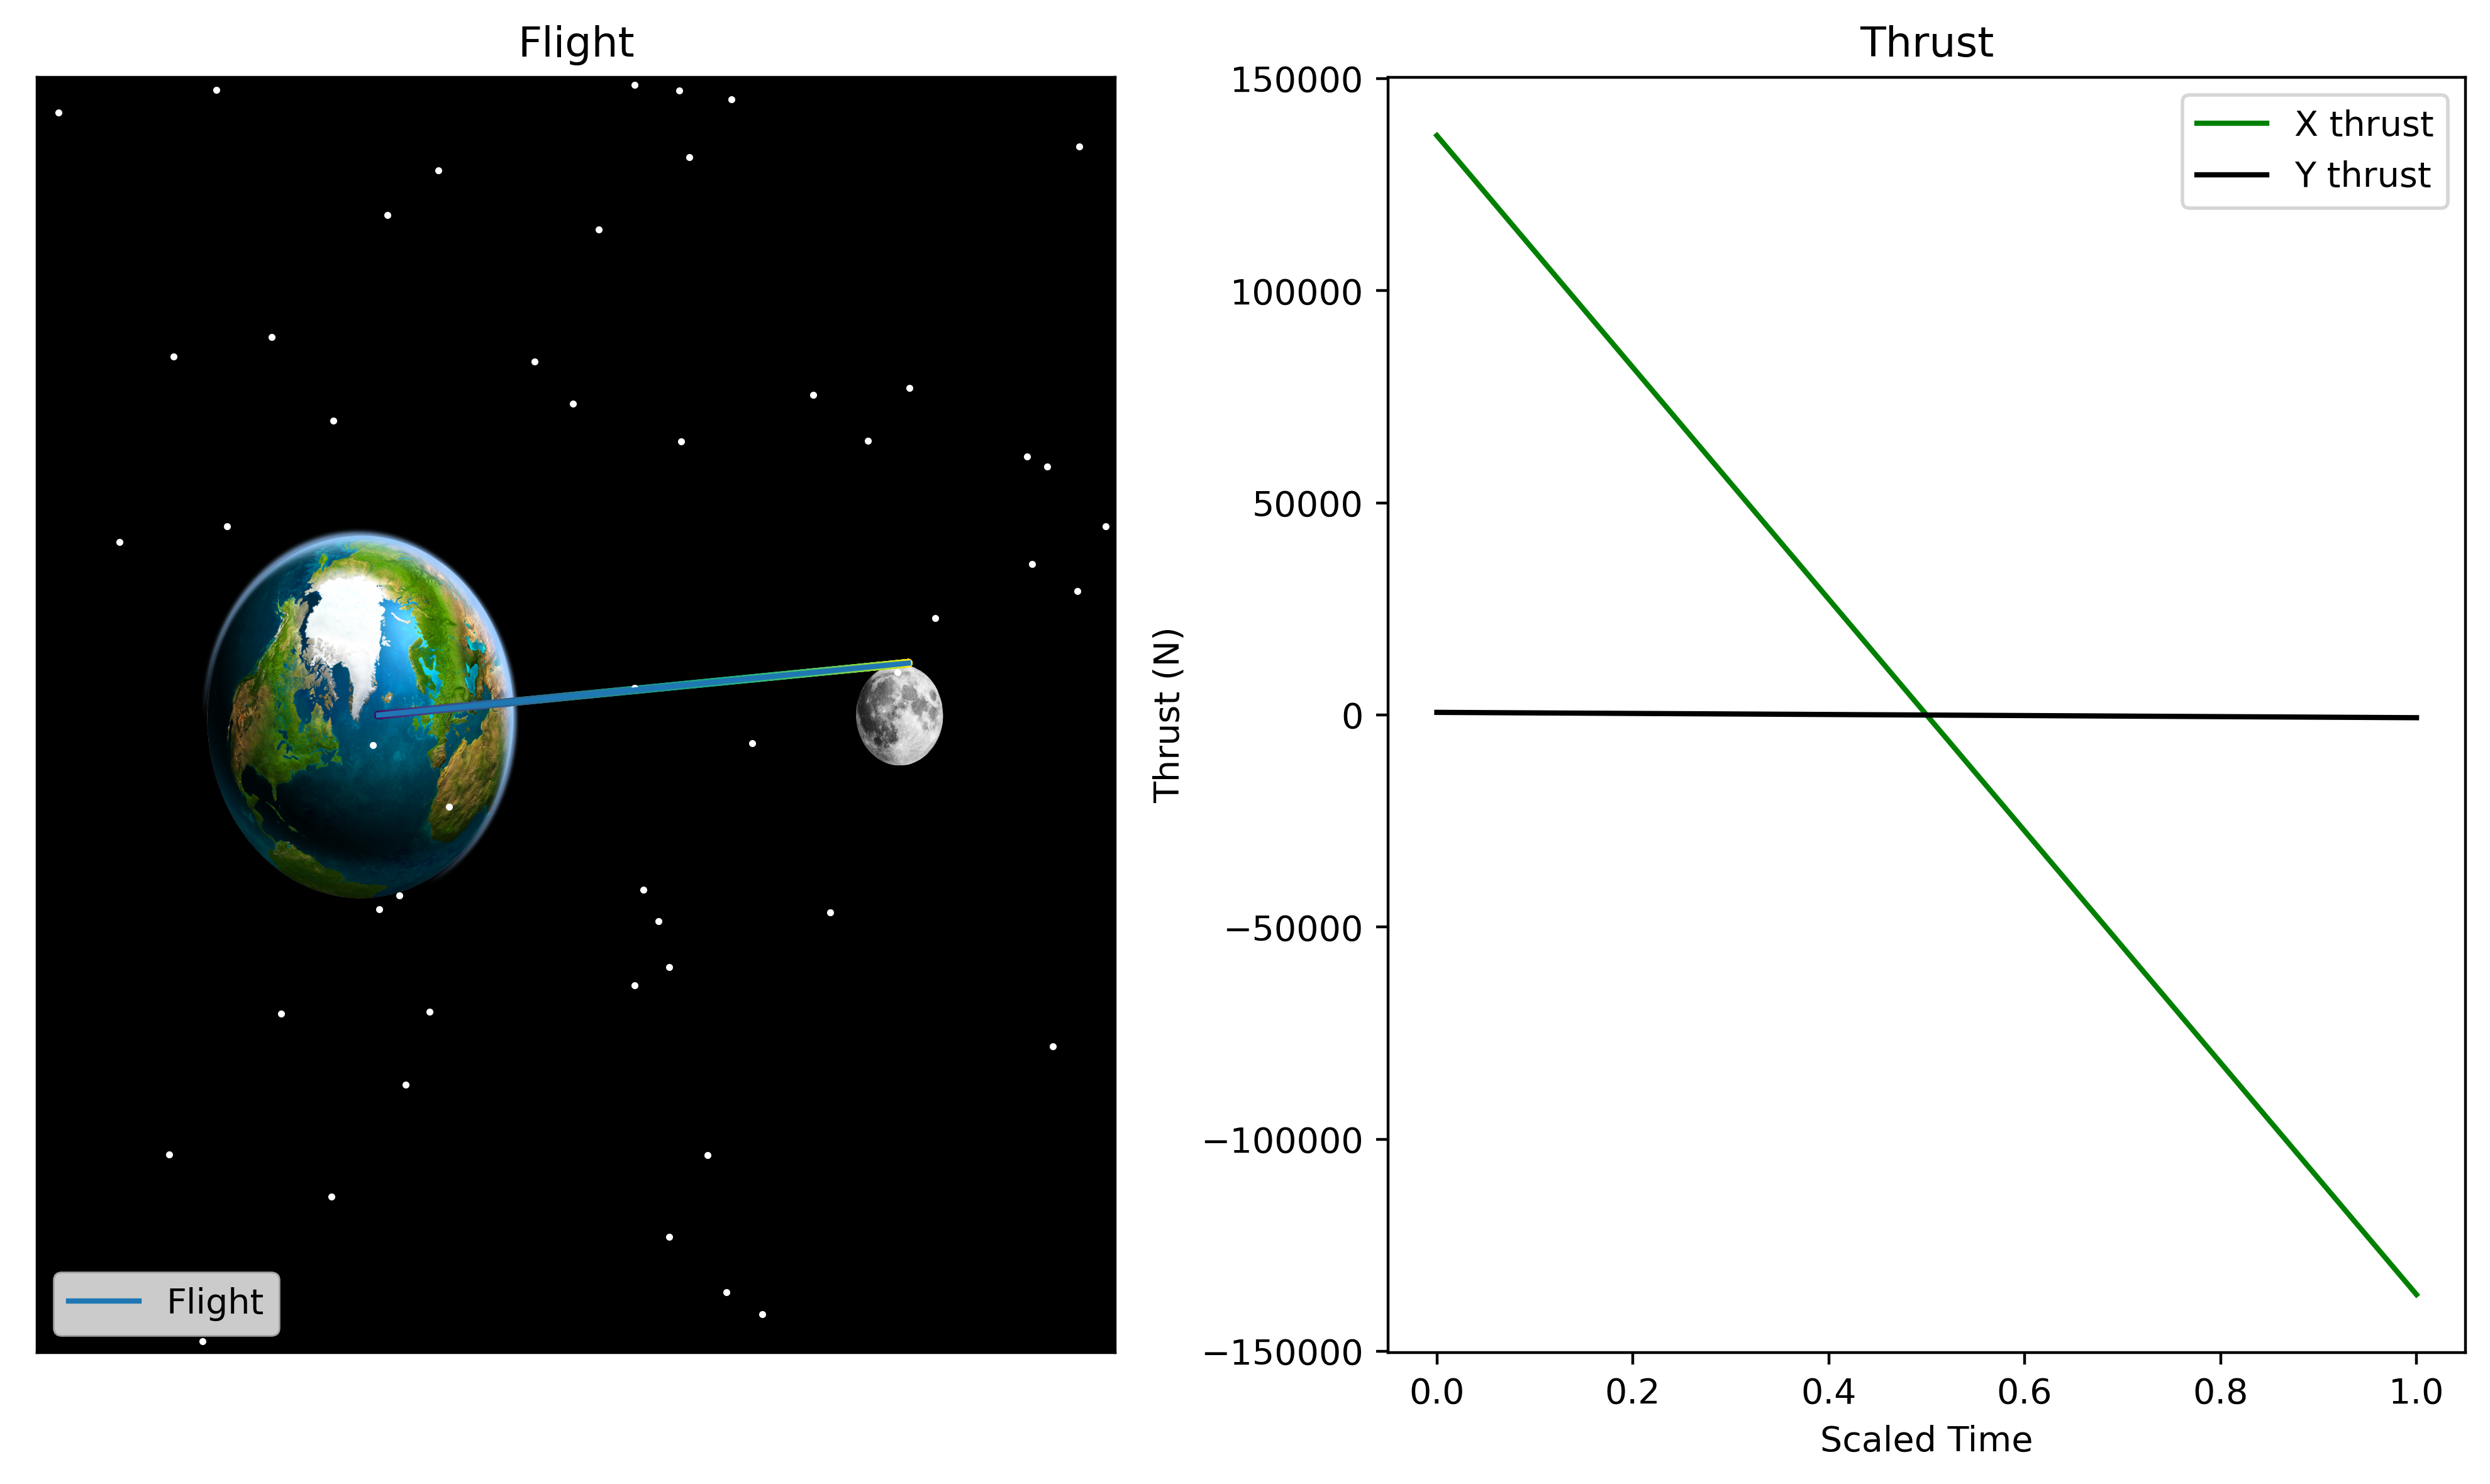 Flight
Flight
Thrust
150000
100000
50000
0
−50000
−100000
−150000
Thrust (N)
X thrust
Y thrust
0.0 0.2 0.4 0.6 0.8 1.0
Scaled Time